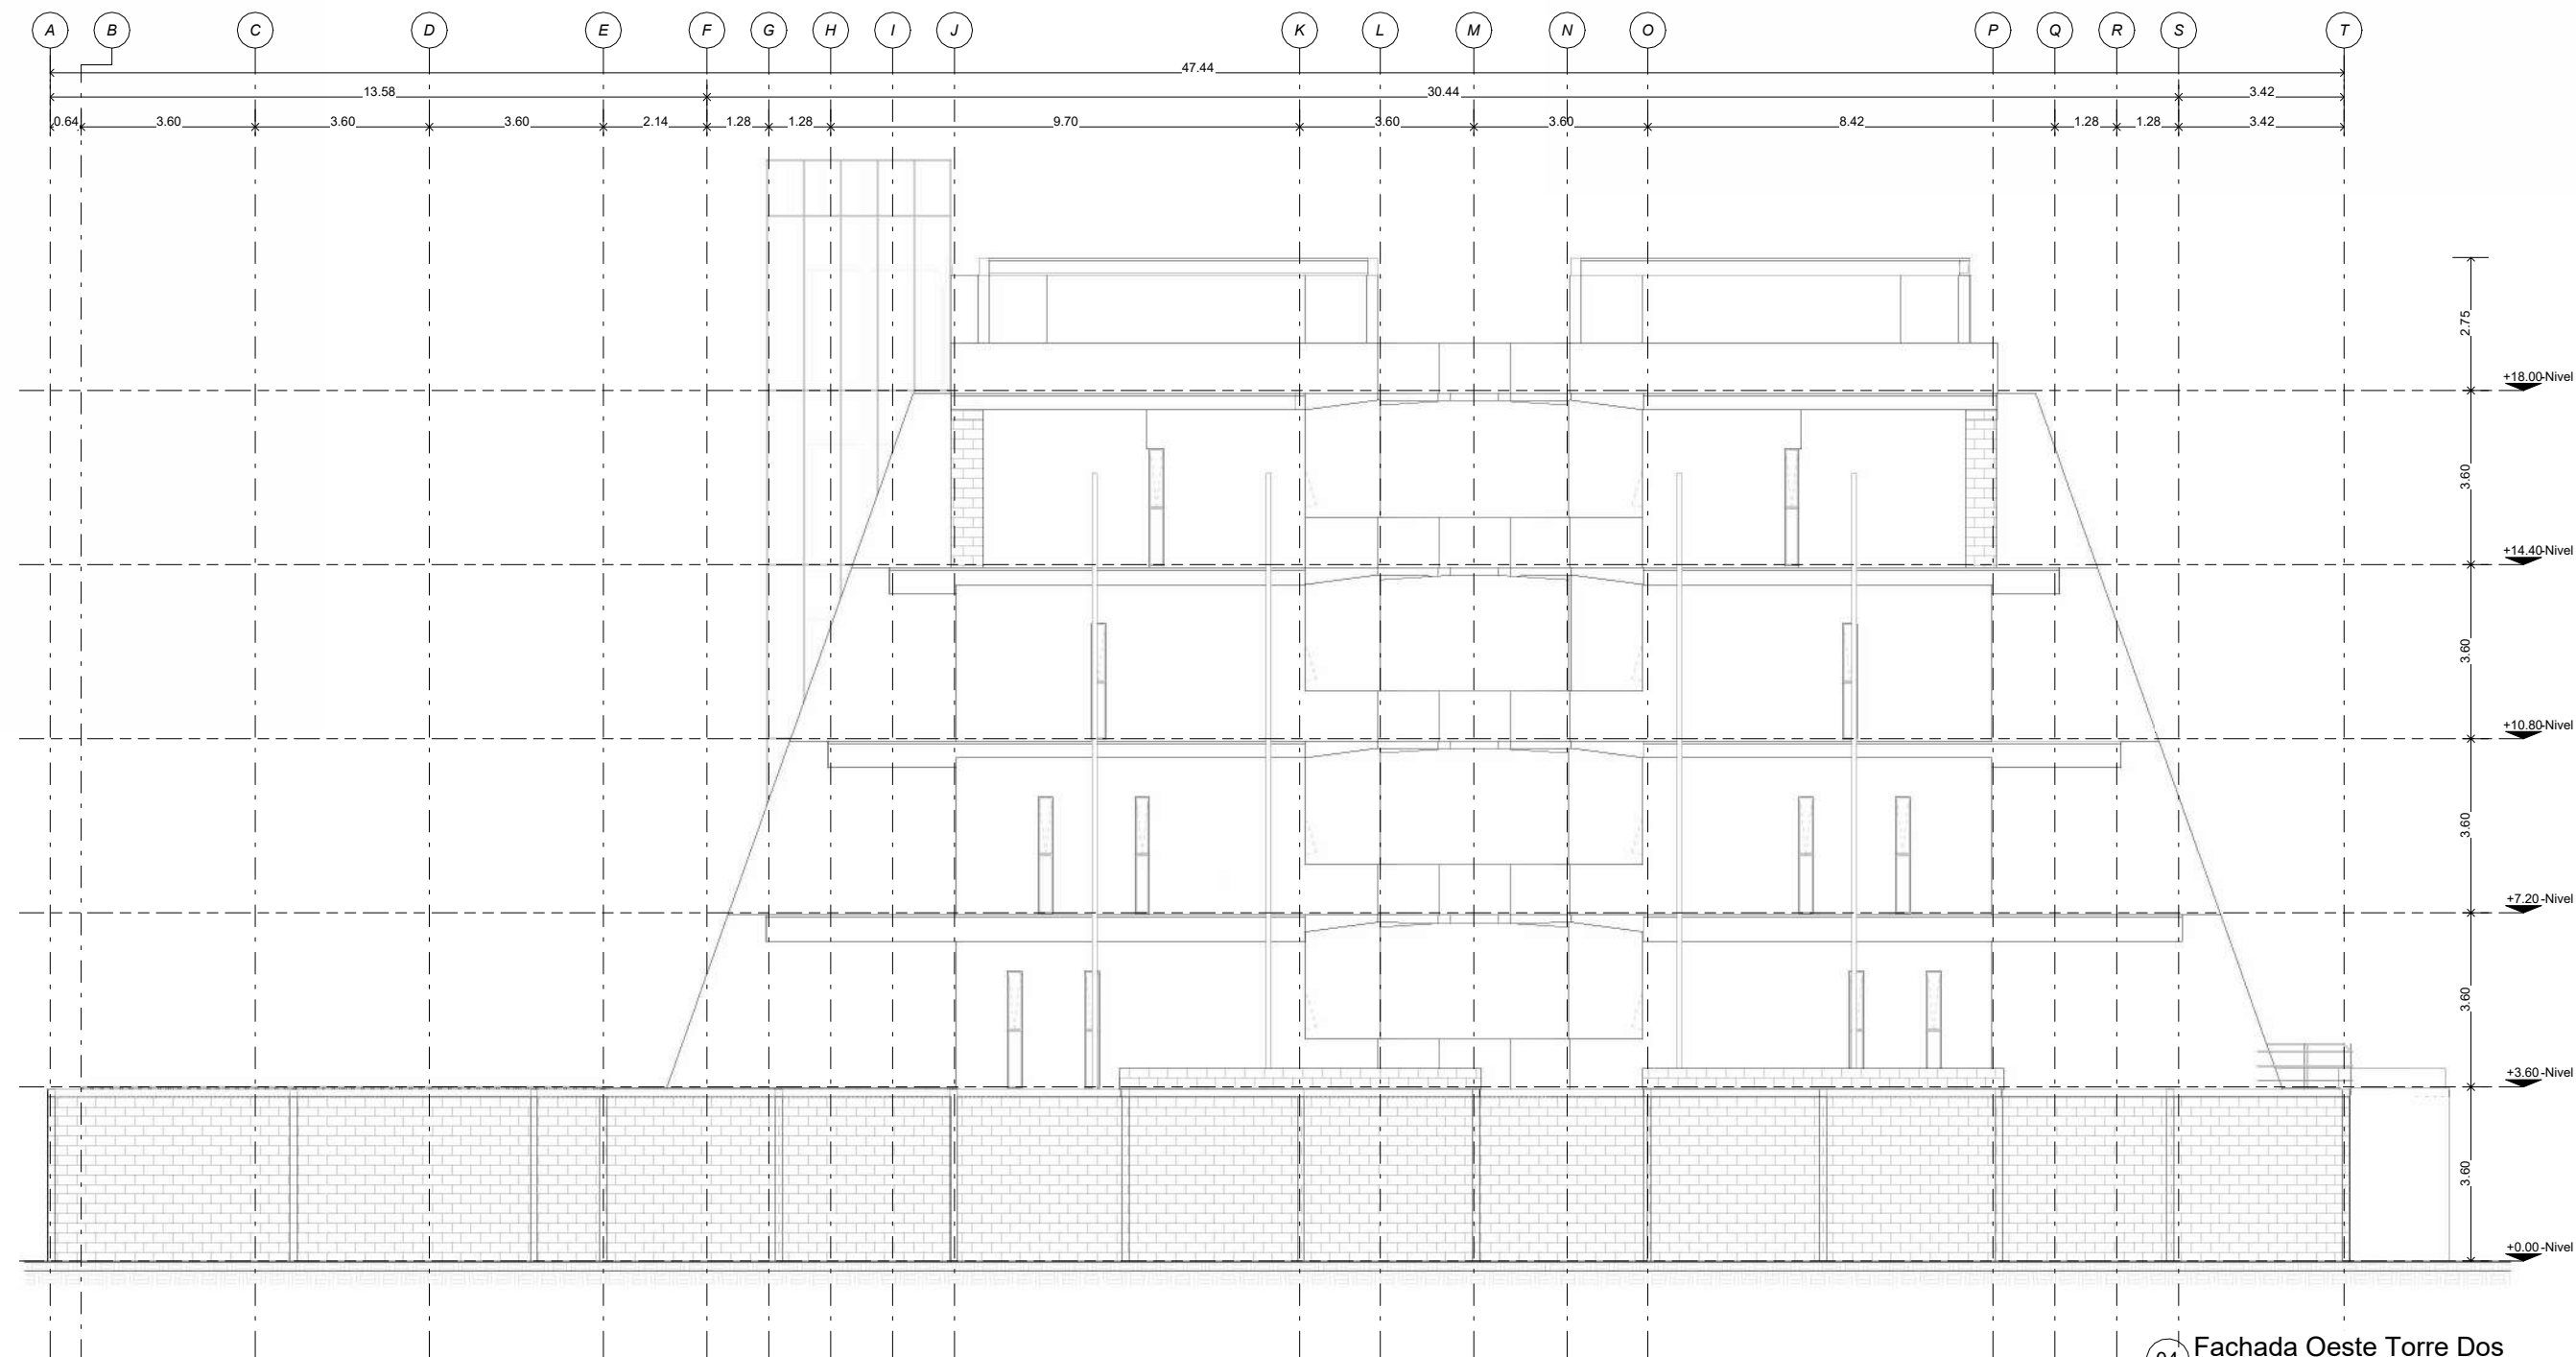 A B C D E F G H I J K L M N O P Q R S T
47.44
13.58 30.44 3.42
0.64 3.60 3.60 3.60 2.14 1.28 1.28 9.70 3.60 3.60 8.42 1.28 1.28 3.42
2.75
+18.00-Nivel
3.60
+14.40-Nivel
3.60
+10.80-Nivel
3.60
+7.20-Nivel
3.60
+3.60-Nivel
3.60
+0.00-Nivel
Fachada Oeste Torre Dos